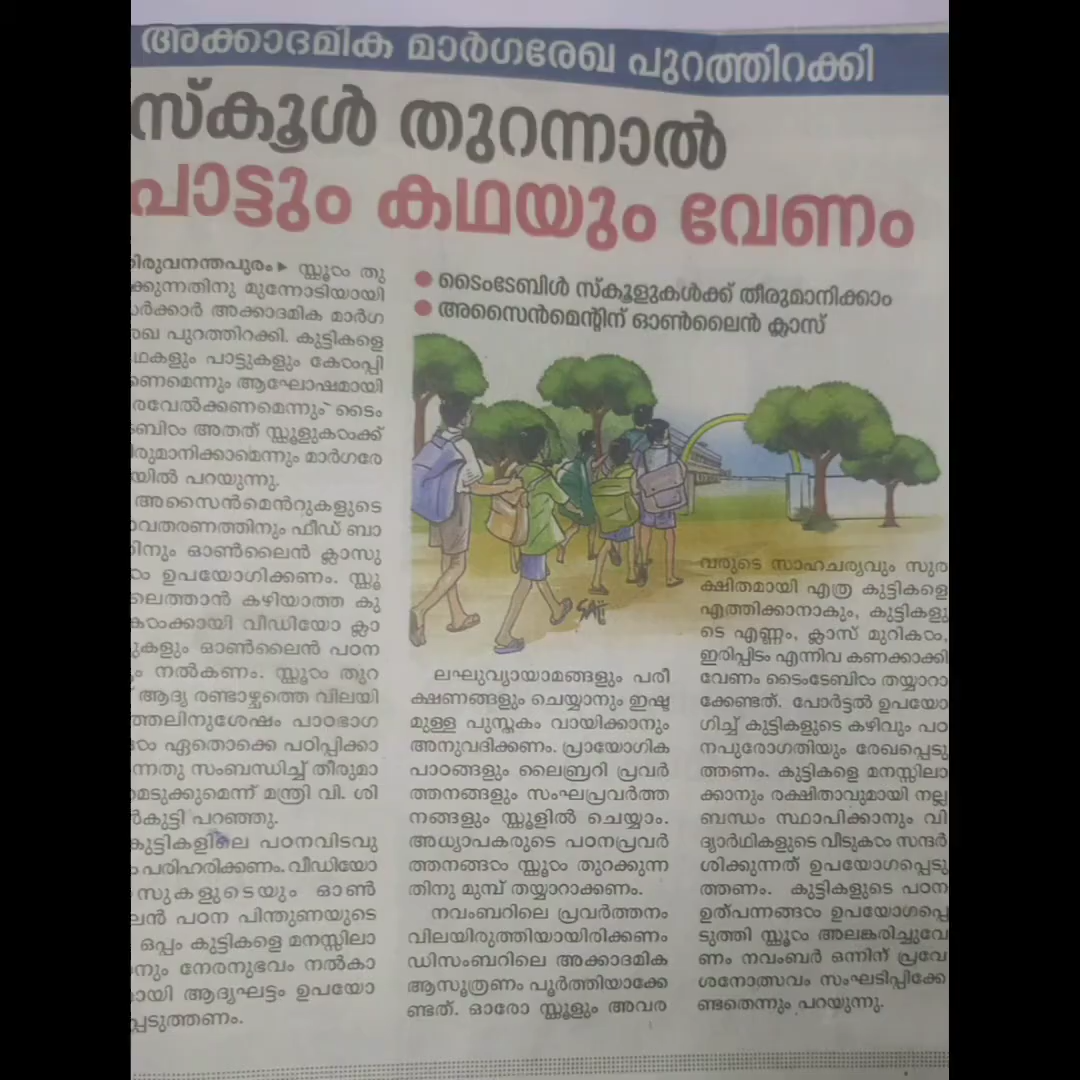 അക്കാദമിക മാർഗരേഖ പുറത്തിറക്കി
സ്കൂൾ തുറന്നാൽ
പാട്ടും കഥയും വേണം
ിരുവനന്തപുരം ▸ സ്കൂൾ തു
ക്കുന്നതിനു മുന്നോടിയായി
ർക്കാർ അക്കാദമിക മാർഗ
രേഖ പുറത്തിറക്കി. കുട്ടികളെ
ഥകളും പാട്ടുകളും കേൾപ്പി
ണമെന്നും ആഘോഷമായി
രവേൽക്കണമെന്നും ടൈം
ടേബിൾ അതത് സ്കൂളുകൾക്ക്
ീരുമാനിക്കാമെന്നും മാർഗരേ
യിൽ പറയുന്നു.
അസൈൻമെൻറുകളുടെ
വതരണത്തിനും ഫീഡ് ബാ
ിനും ഓൺലൈൻ ക്ലാസു
ൾ ഉപയോഗിക്കണം. സ്കൂ
ലെത്താൻ കഴിയാത്ത കു
കൾക്കായി വീഡിയോ ക്ലാ
ുകളും ഓൺലൈൻ പഠന
ം നൽകണം. സ്കൂൾ തുറ
ആദ്യ രണ്ടാഴ്ചത്തെ വിലയി
ത്തലിനുശേഷം പാഠഭാഗ
ൾ ഏതൊക്കെ പഠിപ്പിക്കാ
ന്നതു സംബന്ധിച്ച് തീരുമാ
മെടുക്കുമെന്ന് മന്ത്രി വി. ശി
ൻകുട്ടി പറഞ്ഞു.
കുട്ടികളിലെ പഠനവിടവു
പരിഹരിക്കണം. വീഡിയോ
സുകളുടെയും ഓൺ
ലൻ പഠന പിന്തുണയുടെ
ഒപ്പം കുട്ടികളെ മനസ്സിലാ
നും നേരനുഭവം നൽകാ
ായി ആദ്യഘട്ടം ഉപയോ
പ്പെടുത്തണം.
● ടൈംടേബിൾ സ്കൂളുകൾക്ക് തീരുമാനിക്കാം
● അസൈൻമെന്റിന് ഓൺലൈൻ ക്ലാസ്
ലഘുവ്യായാമങ്ങളും പരീ
ക്ഷണങ്ങളും ചെയ്യാനും ഇഷ്ട
മുള്ള പുസ്തകം വായിക്കാനും
അനുവദിക്കണം. പ്രായോഗിക
പാഠങ്ങളും ലൈബ്രറി പ്രവർ
ത്തനങ്ങളും സംഘപ്രവർത്ത
നങ്ങളും സ്കൂളിൽ ചെയ്യാം.
അധ്യാപകരുടെ പഠനപ്രവർ
ത്തനങ്ങൾ സ്കൂൾ തുറക്കുന്ന
തിനു മുമ്പ് തയ്യാറാക്കണം.
നവംബറിലെ പ്രവർത്തനം
വിലയിരുത്തിയായിരിക്കണം
ഡിസംബറിലെ അക്കാദമിക
ആസൂത്രണം പൂർത്തിയാക്കേ
ണ്ടത്. ഓരോ സ്കൂളും അവര
വരുടെ സാഹചര്യവും സുര
ക്ഷിതമായി എത്ര കുട്ടികളെ
എത്തിക്കാനാകും, കുട്ടികളു
ടെ എണ്ണം, ക്ലാസ് മുറികൾ,
ഇരിപ്പിടം എന്നിവ കണക്കാക്കി
വേണം ടൈംടേബിൾ തയ്യാറാ
ക്കേണ്ടത്. പോർട്ടൽ ഉപയോ
ഗിച്ച് കുട്ടികളുടെ കഴിവും പഠ
നപുരോഗതിയും രേഖപ്പെടു
ത്തണം. കുട്ടികളെ മനസ്സിലാ
ക്കാനും രക്ഷിതാവുമായി നല്ല
ബന്ധം സ്ഥാപിക്കാനും വി
ദ്യാർഥികളുടെ വീടുകൾ സന്ദർ
ശിക്കുന്നത് ഉപയോഗപ്പെടു
ത്തണം. കുട്ടികളുടെ പഠന
ഉത്പന്നങ്ങൾ ഉപയോഗപ്പെ
ടുത്തി സ്കൂൾ അലങ്കരിച്ചുവേ
ണം നവംബർ ഒന്നിന് പ്രവേ
ശനോത്സവം സംഘടിപ്പിക്കേ
ണ്ടതെന്നും പറയുന്നു.